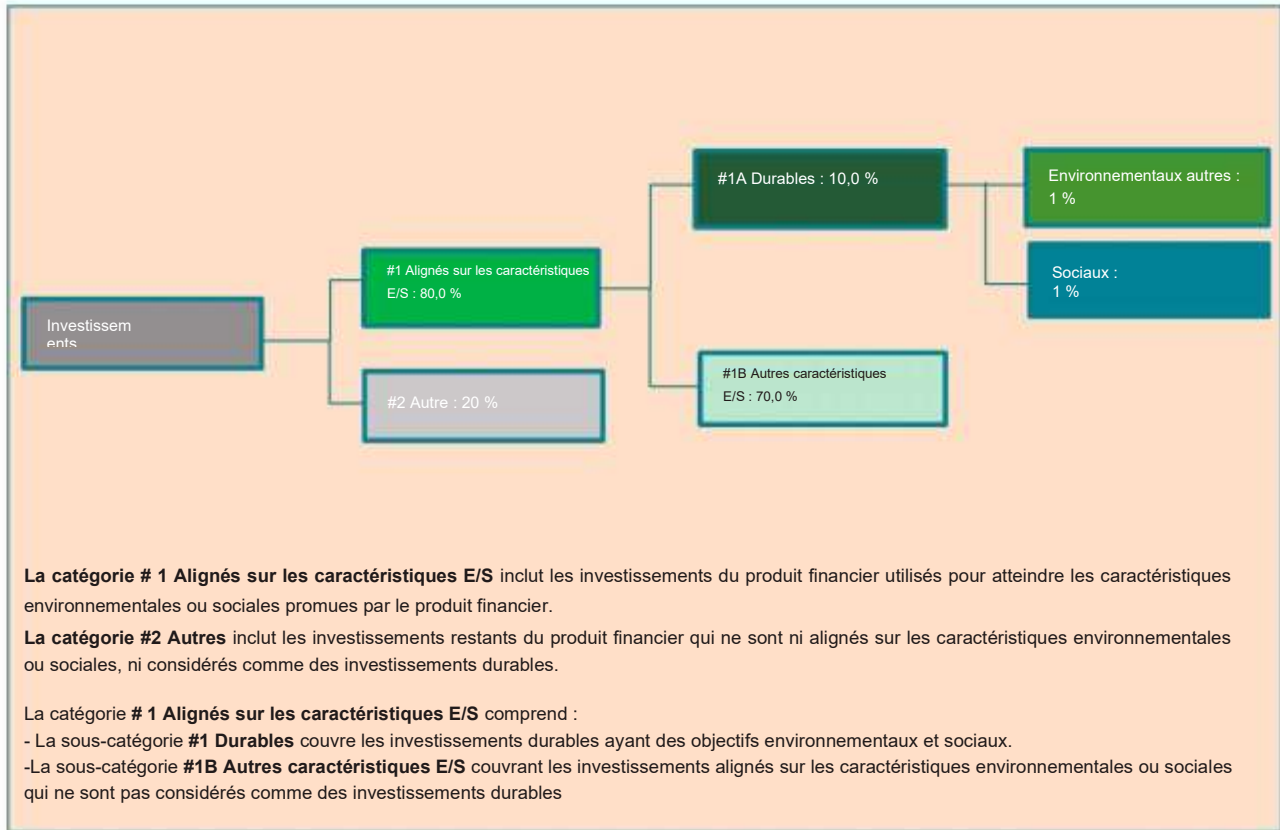 #1A Durables : 10,0 %
Environnementaux autres :
1 %
#1 Alignés sur les caractéristiques
E/S : 80,0 %
Sociaux :
1 %
Investissem
ents
#2 Autre : 20 %
#1B Autres caractéristiques
E/S : 70,0 %
La catégorie # 1 Alignés sur les caractéristiques E/S inclut les investissements du produit financier utilisés pour atteindre les caractéristiques
environnementales ou sociales promues par le produit financier.
La catégorie #2 Autres inclut les investissements restants du produit financier qui ne sont ni alignés sur les caractéristiques environnementales
ou sociales, ni considérés comme des investissements durables.
La catégorie # 1 Alignés sur les caractéristiques E/S comprend :
- La sous-catégorie #1 Durables couvre les investissements durables ayant des objectifs environnementaux et sociaux.
-La sous-catégorie #1B Autres caractéristiques E/S couvrant les investissements alignés sur les caractéristiques environnementales ou sociales
qui ne sont pas considérés comme des investissements durables